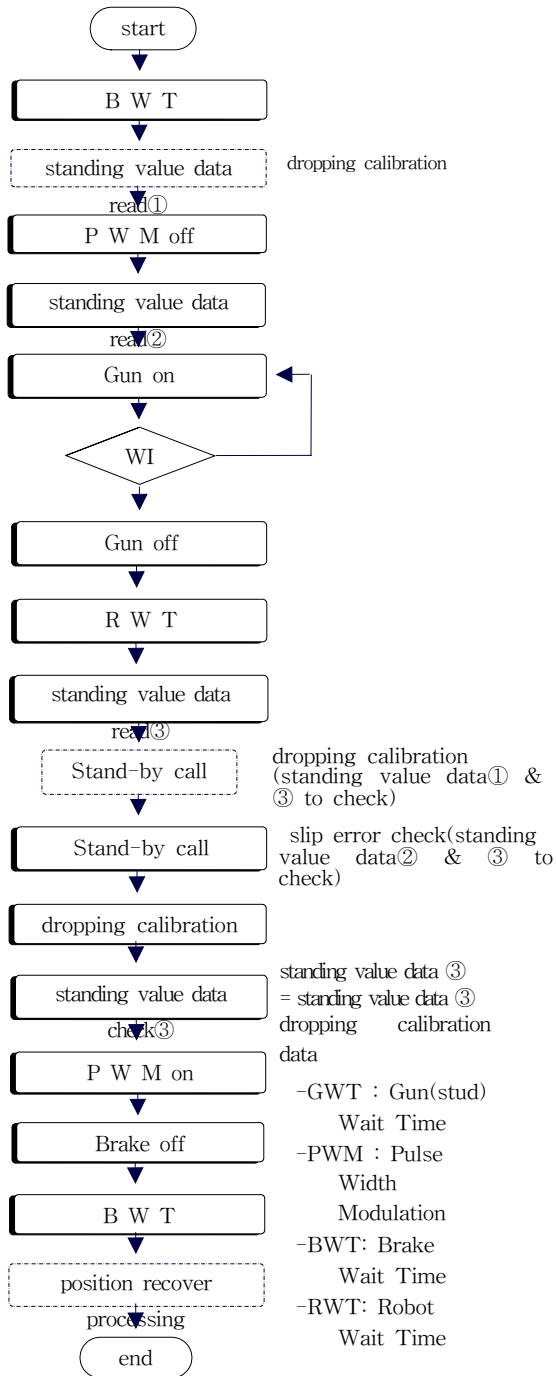 start
B W T
standing value data
read①
dropping calibration
P W M off
standing value data
read②
Gun on
WI
Gun off
R W T
standing value data
read③
Stand-by call
dropping calibration
(standing value data① &
③ to check)
Stand-by call
slip error check(standing
value data② & ③ to
check)
dropping calibration
standing value data
check③
standing value data ③
= standing value data ③
dropping calibration
data
P W M on
Brake off
B W T
position recover
processing
end
-GWT : Gun(stud)
Wait Time
-PWM : Pulse
Width
Modulation
-BWT: Brake
Wait Time
-RWT: Robot
Wait Time